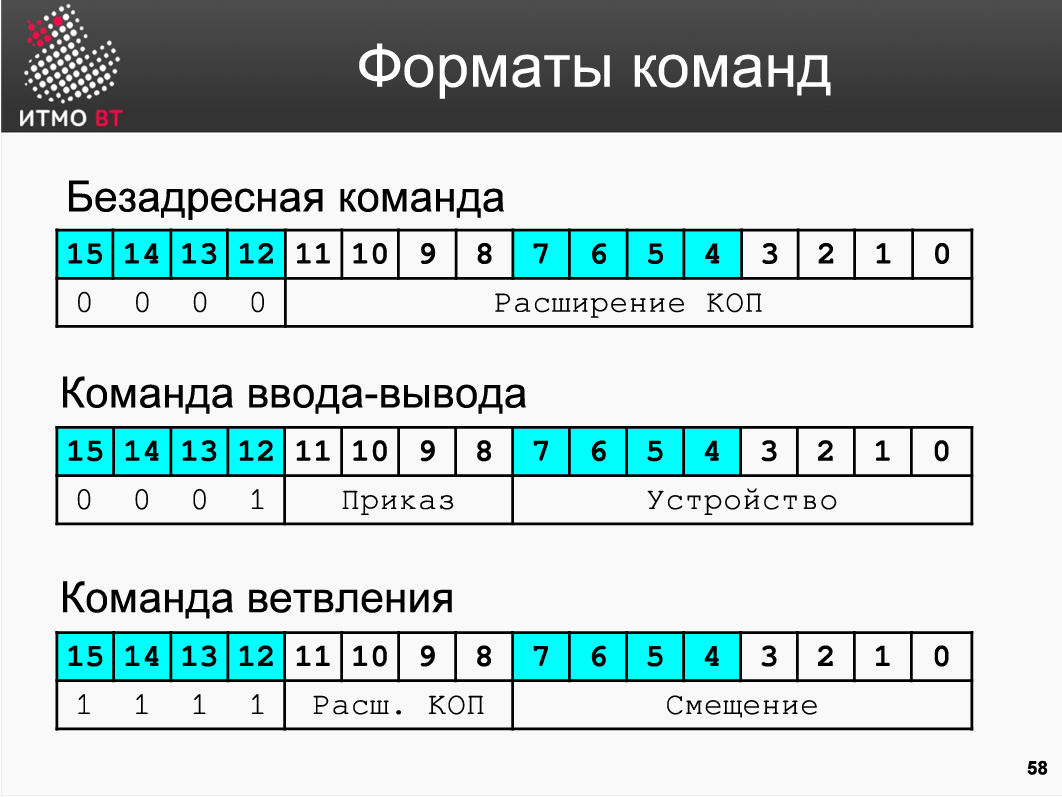 ИТМО ВТ
Форматы команд
Безадресная команда
15 14 13 12 11 10 9 8 7 6 5 4 3 2 1 0
0 0 0 0 Расширение КОП
Команда ввода-вывода
15 14 13 12 11 10 9 8 7 6 5 4 3 2 1 0
0 0 0 1 Приказ Устройство
Команда ветвления
15 14 13 12 11 10 9 8 7 6 5 4 3 2 1 0
1 1 1 1 Расш. КОП Смещение
58